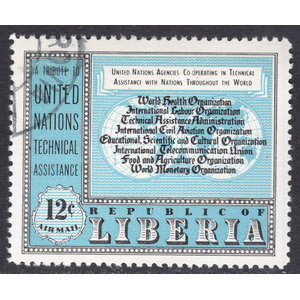 A TRIBUTE TO
UNITED
NATIONS
TECHNICAL
ASSISTANCE
UNITED NATIONS AGENCIES CO-OPERATING IN TECHNICAL
ASSISTANCE WITH NATIONS THROUGHOUT THE WORLD
World Health Organization
International Labour Organization
Technical Assistance Administration
International Civil Aviation Organization
Educational, Scientific and Cultural Organization
International Telecommunication Union
Food and Agriculture Organization
World Monetary Organization
12¢
AIR MAIL
REPUBLIC OF
LIBERIA